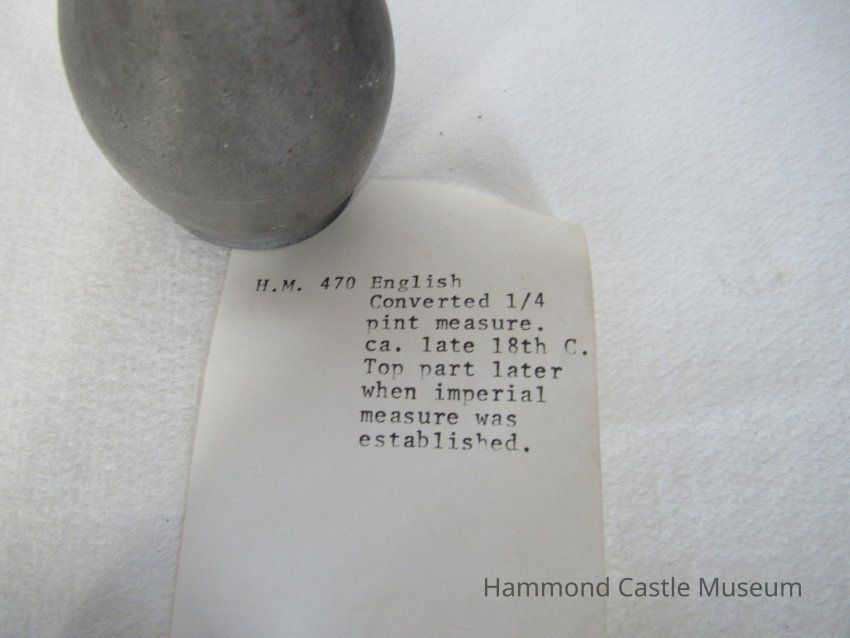 H.M. 470 English
Converted 1/4
pint measure.
ca. late 18th C.
Top part later
when imperial
measure was
established.
Hammond Castle Museum